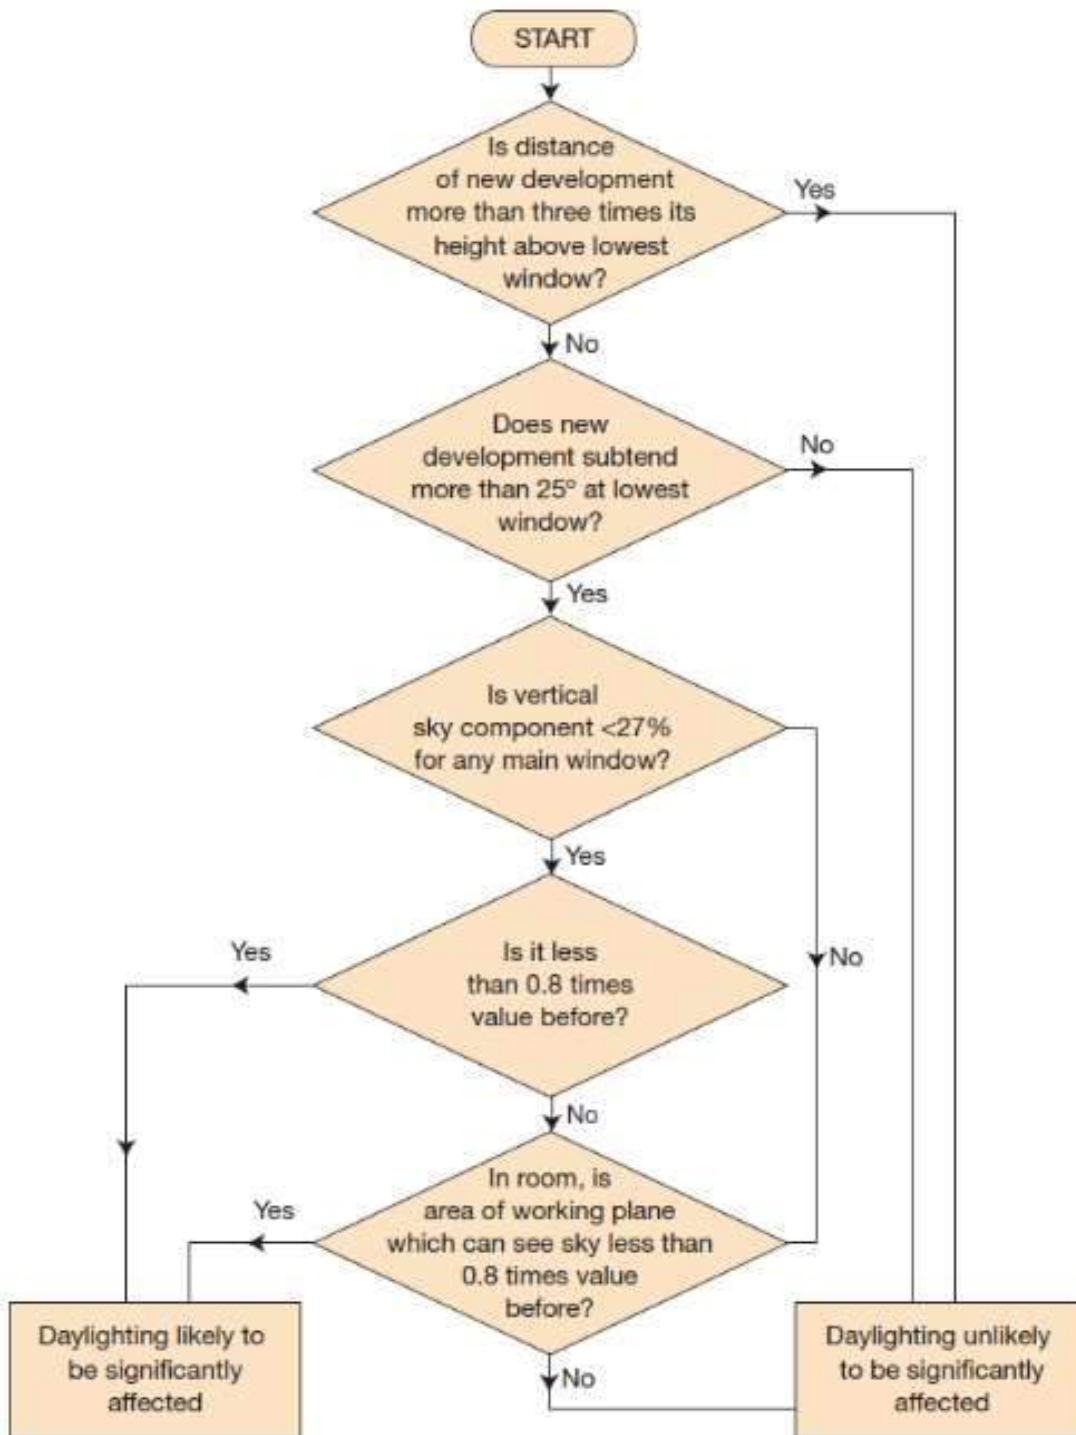 START
Is distance
of new development
more than three times its
height above lowest
window?
Yes
No
Does new
development subtend
more than 25º at lowest
window?
No
Yes
Is vertical
sky component <27%
for any main window?
Yes
No
Is it less
than 0.8 times
value before?
Yes
No
In room, is
area of working plane
which can see sky less than
0.8 times value
before?
Yes
No
Daylighting likely to
be significantly
affected
Daylighting unlikely
to be significantly
affected